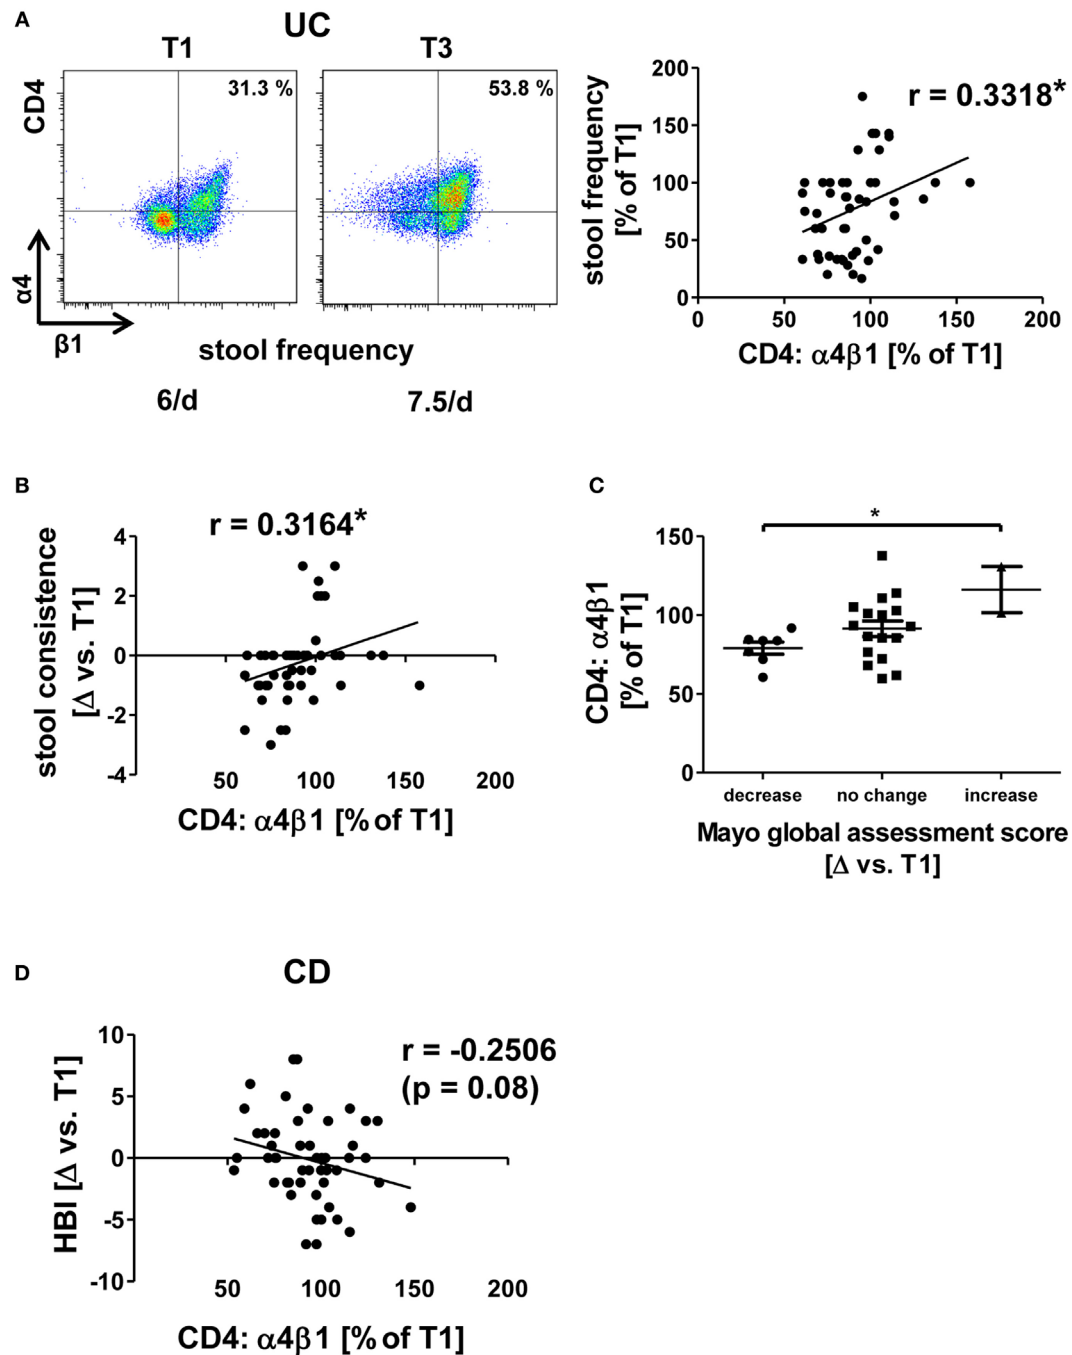 A
UC
T1
T3
CD4
31.3 %
53.8 %
α4
β1
stool frequency
6/d
7.5/d
stool frequency
[% of T1]
r = 0.3318*
200
150
100
50
0
0
50
100
150
200
CD4: α4β1 [% of T1]
B
r = 0.3164*
stool consistence
[Δ vs. T1]
4
2
0
-2
-4
50
100
150
200
CD4: α4β1 [% of T1]
C
*
CD4: α4β1
[% of T1]
150
100
50
0
decrease
no change
increase
Mayo global assessment score
[Δ vs. T1]
D
CD
r = -0.2506
(p = 0.08)
HBI [Δ vs. T1]
10
5
0
-5
-10
50
100
150
200
CD4: α4β1 [% of T1]